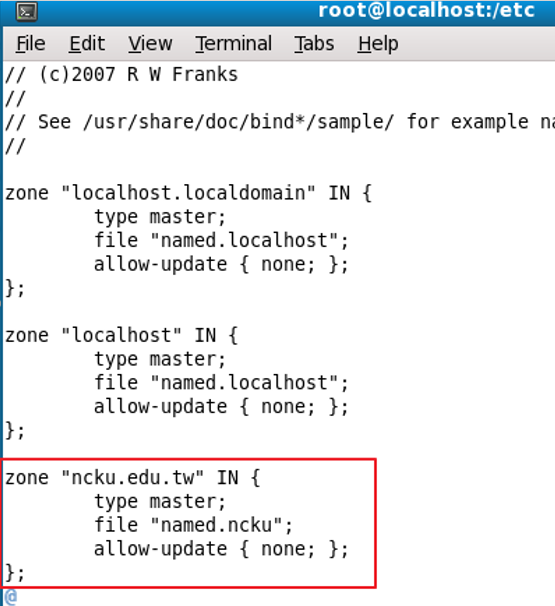 root@localhost:/etc
File Edit View Terminal Tabs Help
// (c)2007 R W Franks
//
// See /usr/share/doc/bind*/sample/ for example na
//
zone "localhost.localdomain" IN {
        type master;
        file "named.localhost";
        allow-update { none; };
};
zone "localhost" IN {
        type master;
        file "named.localhost";
        allow-update { none; };
};
zone "ncku.edu.tw" IN {
        type master;
        file "named.ncku";
        allow-update { none; };
};
@